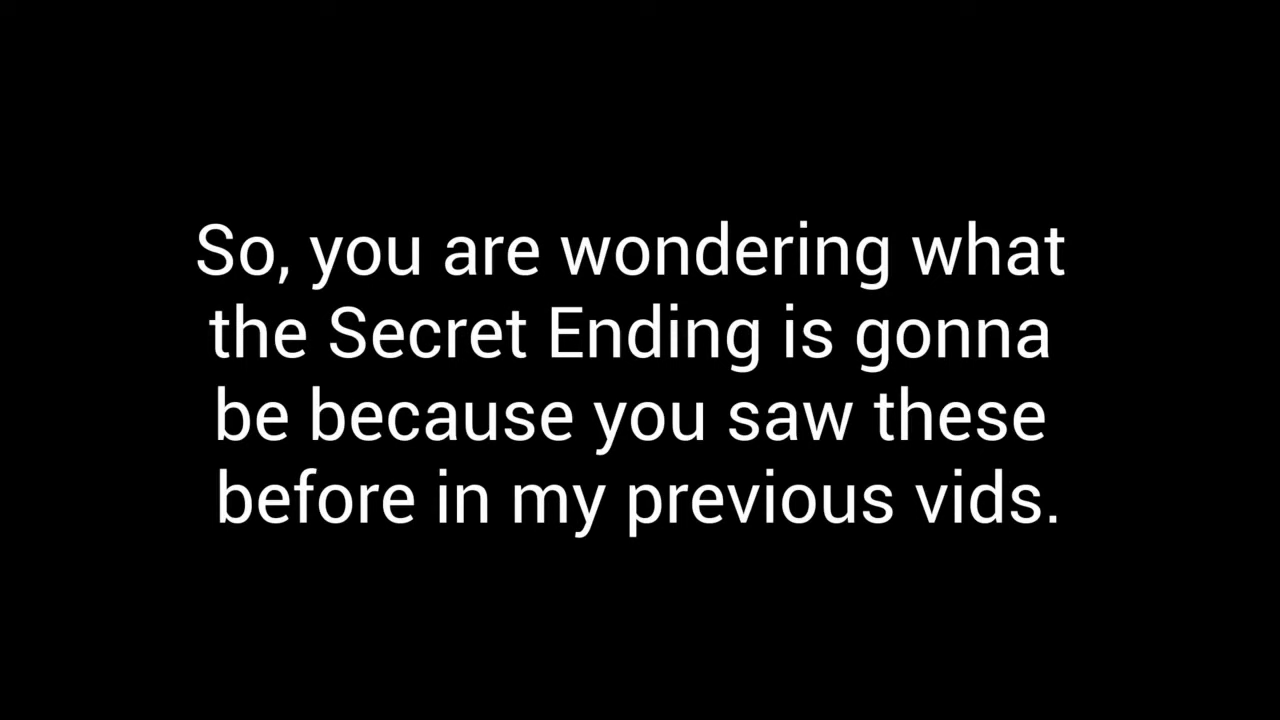 So, you are wondering what
the Secret Ending is gonna
be because you saw these
before in my previous vids.